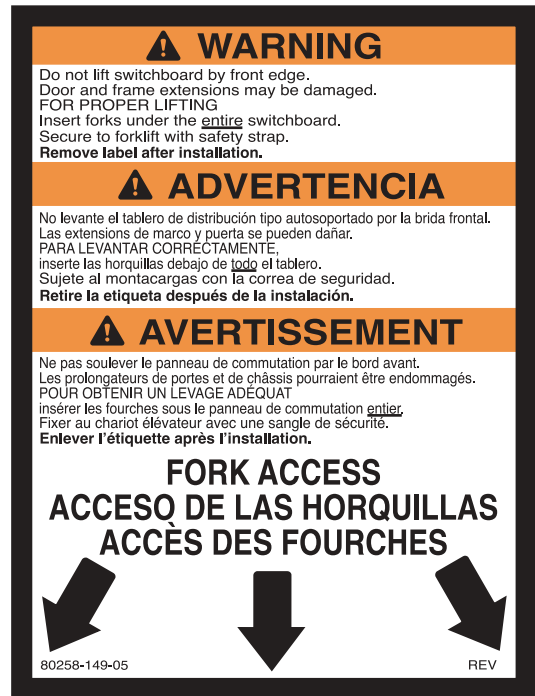 WARNING
Do not lift switchboard by front edge.
Door and frame extensions may be damaged.
FOR PROPER LIFTING
Insert forks under the entire switchboard.
Secure to forklift with safety strap.
Remove label after installation.
ADVERTENCIA
No levante el tablero de distribución tipo autosoportado por la brida frontal.
Las extensiones de marco y puerta se pueden dañar.
PARA LEVANTAR CORRECTAMENTE,
inserte las horquillas debajo de todo el tablero.
Sujete al montacargas con la correa de seguridad.
Retire la etiqueta después de la instalación.
AVERTISSEMENT
Ne pas soulever le panneau de commutation par le bord avant.
Les prolongateurs de portes et de châssis pourraient être endommagés.
POUR OBTENIR UN LEVAGE ADÉQUAT
insérer les fourches sous le panneau de commutation entier.
Fixer au chariot élévateur avec une sangle de sécurité.
Enlever l'étiquette après l'installation.
FORK ACCESS
ACCESO DE LAS HORQUILLAS
ACCÈS DES FOURCHES
80258-149-05 REV